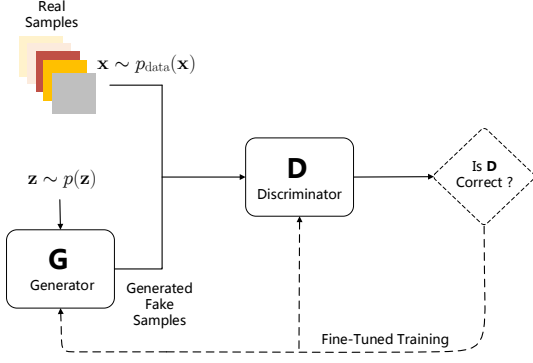 Real
Samples
x ∼ p_data(x)
z ∼ p(z)
G
Generator
Generated
Fake
Samples
D
Discriminator
Is D
Correct ?
Fine-Tuned Training